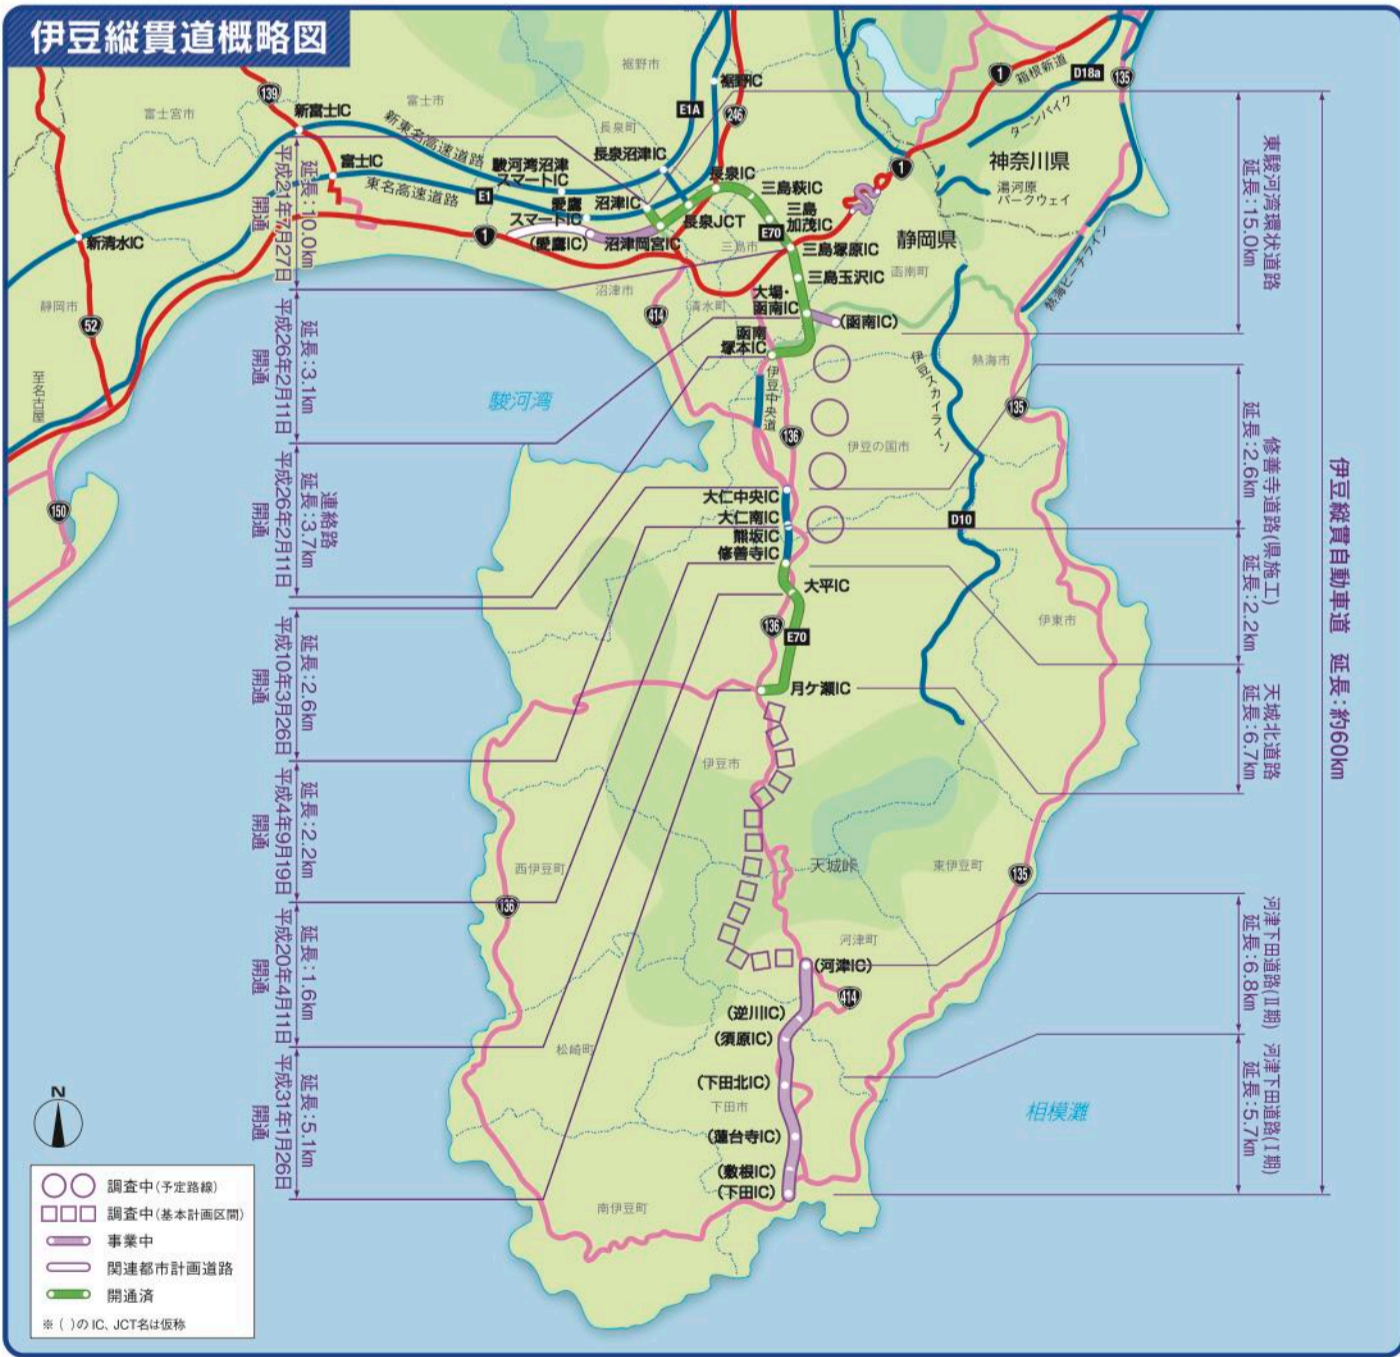 伊豆縦貫道概略図
139
新富士IC
富士市
富士宮市
新東名高速道路
富士IC
東名高速道路
E1
駿河湾沼津
スマートIC
愛鷹
スマートIC
(愛鷹IC)
沼津IC
沼津岡宮IC
長泉沼津IC
長泉町
裾野市
裾野IC
E1A
246
長泉IC
長泉JCT
三島萩IC
三島
加茂IC
E70
三島塚原IC
三島市
三島玉沢IC
大場・
函南IC
(函南IC)
函南
塚本IC
函南町
静岡県
神奈川県
1
箱根新道
D18a
135
ターンパイク
湯河原
パークウェイ
熱海ビーチライン
1
1
新清水IC
静岡市
52
至名古屋
150
沼津市
清水町
414
駿河湾
伊豆中央道
136
伊豆の国市
伊豆スカイライン
熱海市
135
D10
大仁中央IC
大仁南IC
熊坂IC
修善寺IC
大平IC
136
E70
月ケ瀬IC
伊東市
伊豆市
天城峠
西伊豆町
東伊豆町
136
135
河津町
(河津IC)
414
(逆川IC)
(須原IC)
松崎町
(下田北IC)
下田市
(蓮台寺IC)
(敷根IC)
(下田IC)
南伊豆町
相模灘
延長:10.0km
平成21年7月27日
開通
延長:3.1km
平成26年2月11日
開通
連絡路
延長:3.7km
平成26年2月11日
開通
延長:2.6km
平成10年3月26日
開通
延長:2.2km
平成4年9月19日
開通
延長:1.6km
平成20年4月11日
開通
延長:5.1km
平成31年1月26日
開通
東駿河湾環状道路
延長:15.0km
修善寺道路(県施工)
延長:2.6km
延長:2.2km
天城北道路
延長:6.7km
河津下田道路(Ⅱ期)
延長:6.8km
河津下田道路(Ⅰ期)
延長:5.7km
伊豆縦貫自動車道 延長:約60km
N
調査中(予定路線)
調査中(基本計画区間)
事業中
関連都市計画道路
開通済
※( )のIC、JCT名は仮称